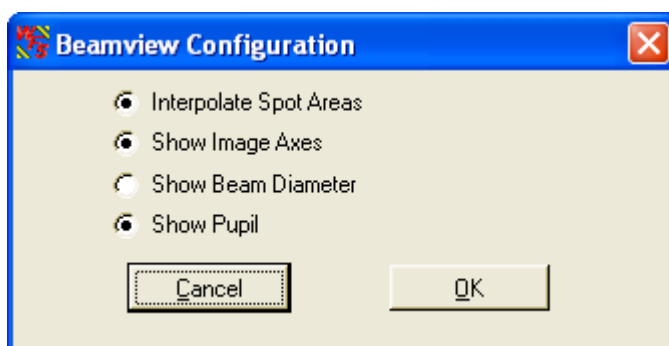 Beamview Configuration
Interpolate Spot Areas
Show Image Axes
Show Beam Diameter
Show Pupil
Cancel OK